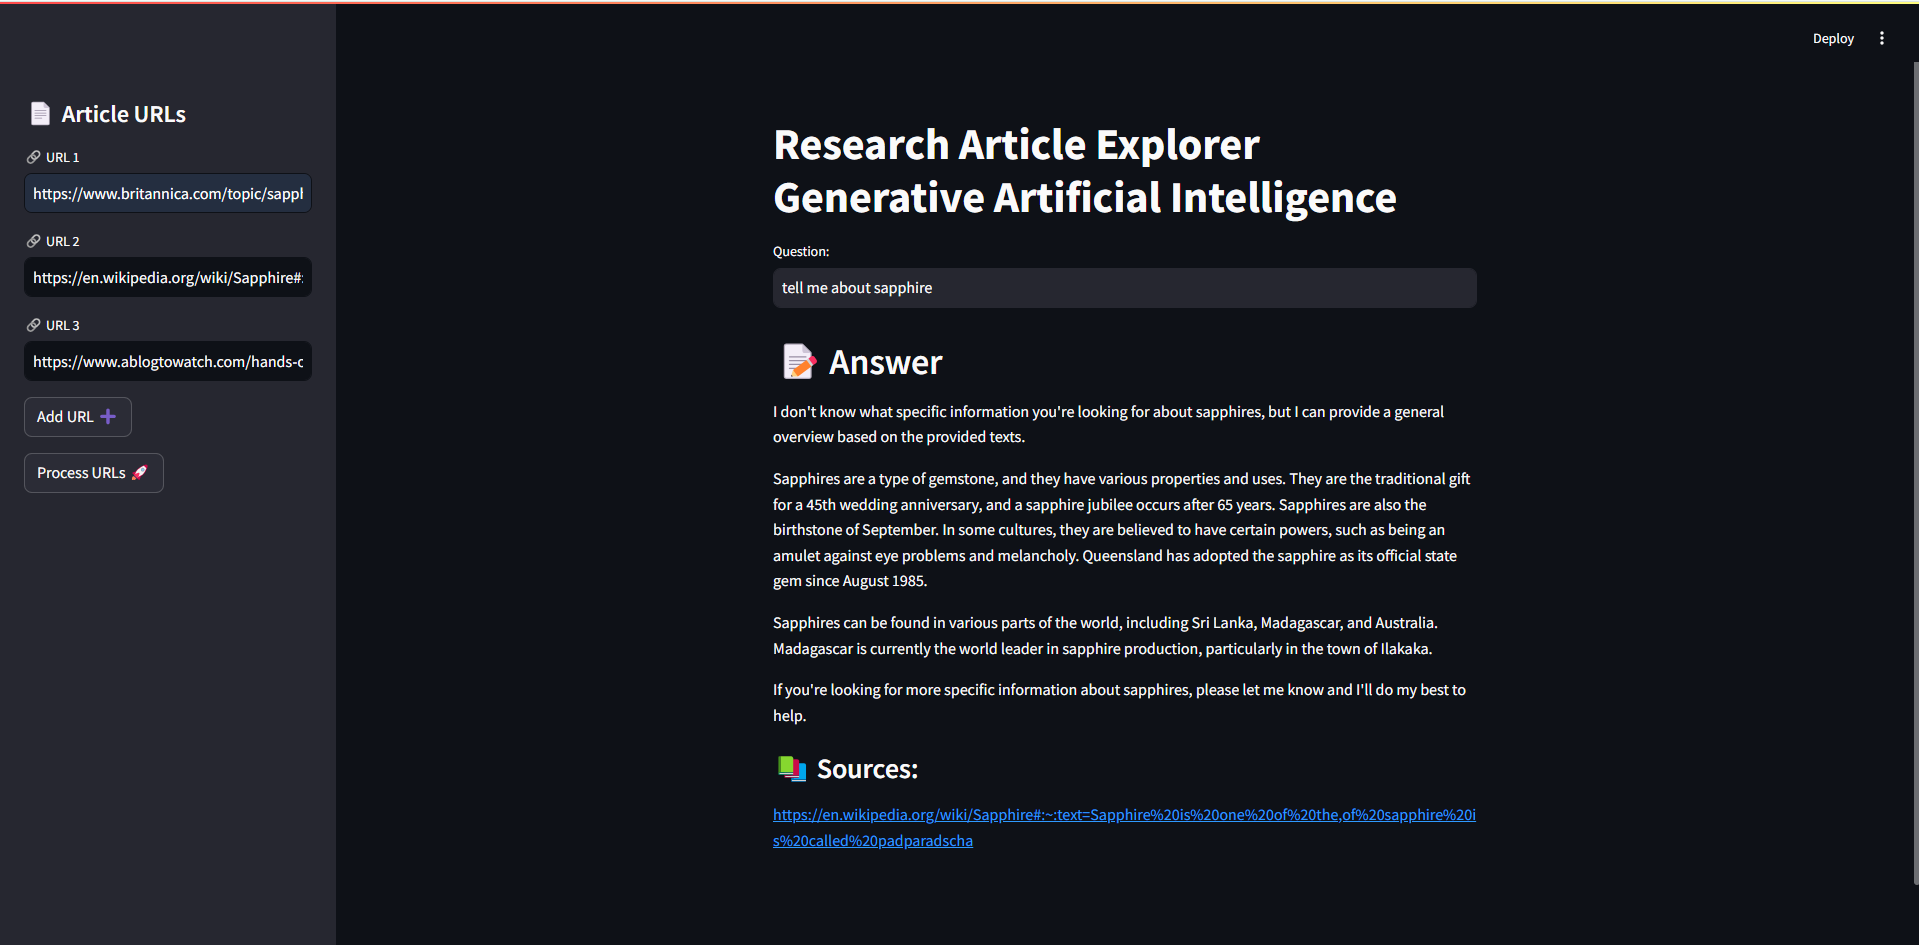 Deploy
Article URLs
URL 1
https://www.britannica.com/topic/sappl
URL 2
https://en.wikipedia.org/wiki/Sapphire#:
URL 3
https://www.ablogtowatch.com/hands-c
Add URL
Process URLs
Research Article Explorer
Generative Artificial Intelligence
Question:
tell me about sapphire
Answer
I don't know what specific information you're looking for about sapphires, but I can provide a general
overview based on the provided texts.
Sapphires are a type of gemstone, and they have various properties and uses. They are the traditional gift
for a 45th wedding anniversary, and a sapphire jubilee occurs after 65 years. Sapphires are also the
birthstone of September. In some cultures, they are believed to have certain powers, such as being an
amulet against eye problems and melancholy. Queensland has adopted the sapphire as its official state
gem since August 1985.
Sapphires can be found in various parts of the world, including Sri Lanka, Madagascar, and Australia.
Madagascar is currently the world leader in sapphire production, particularly in the town of Ilakaka.
If you're looking for more specific information about sapphires, please let me know and I'll do my best to
help.
Sources:
https://en.wikipedia.org/wiki/Sapphire#:~:text=Sapphire%20is%20one%20of%20the,of%20sapphire%20i
s%20called%20padparadscha